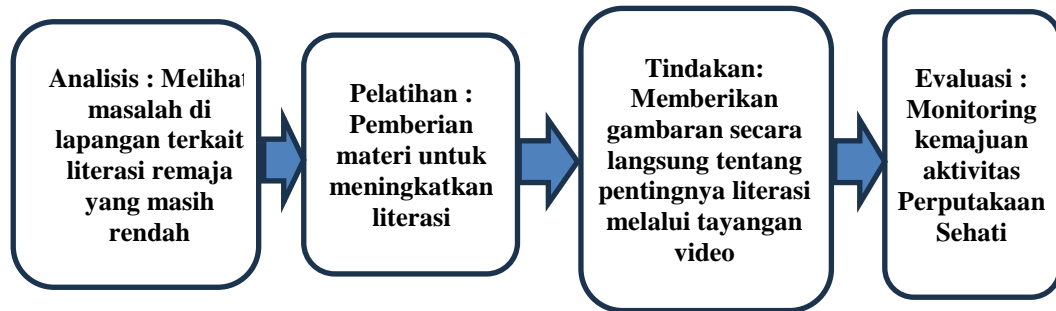 Analisis : Melihat
masalah di
lapangan terkait
literasi remaja
yang masih
rendah
Pelatihan :
Pemberian
materi untuk
meningkatkan
literasi
Tindakan:
Memberikan
gambaran secara
langsung tentang
pentingnya literasi
melalui tayangan
video
Evaluasi :
Monitoring
kemajuan
aktivitas
Perputakaan
Sehati